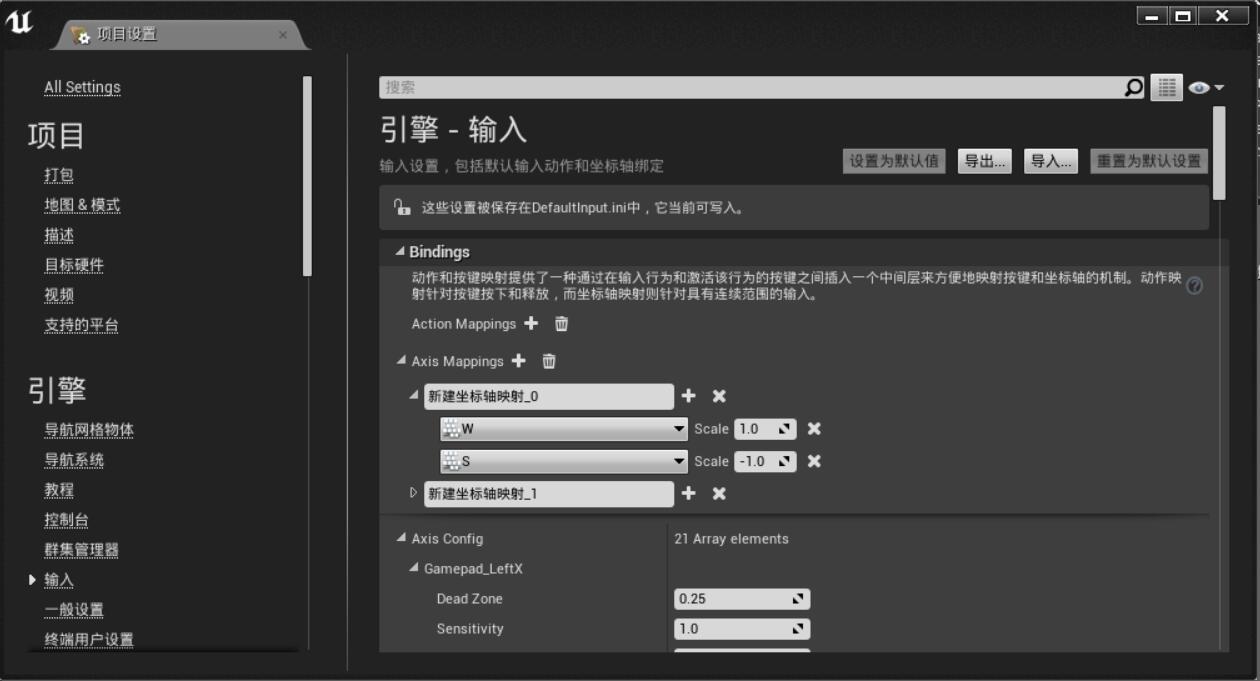 项目设置
All Settings
项目
打包
地图 & 模式
描述
目标硬件
视频
支持的平台
引擎
导航网格物体
导航系统
教程
控制台
群集管理器
输入
一般设置
终端用户设置
搜索
引擎 - 输入
输入设置，包括默认输入动作和坐标轴绑定
设置为默认值 导出... 导入... 重置为默认设置
这些设置被保存在DefaultInput.ini中，它当前可写入。
Bindings
动作和按键映射提供了一种通过在输入行为和激活该行为的按键之间插入一个中间层来方便地映射按键和坐标轴的机制。动作映
射针对按键按下和释放，而坐标轴映射则针对具有连续范围的输入。
Action Mappings
Axis Mappings
新建坐标轴映射_0
W Scale 1.0
S Scale -1.0
新建坐标轴映射_1
Axis Config 21 Array elements
Gamepad_LeftX
Dead Zone 0.25
Sensitivity 1.0